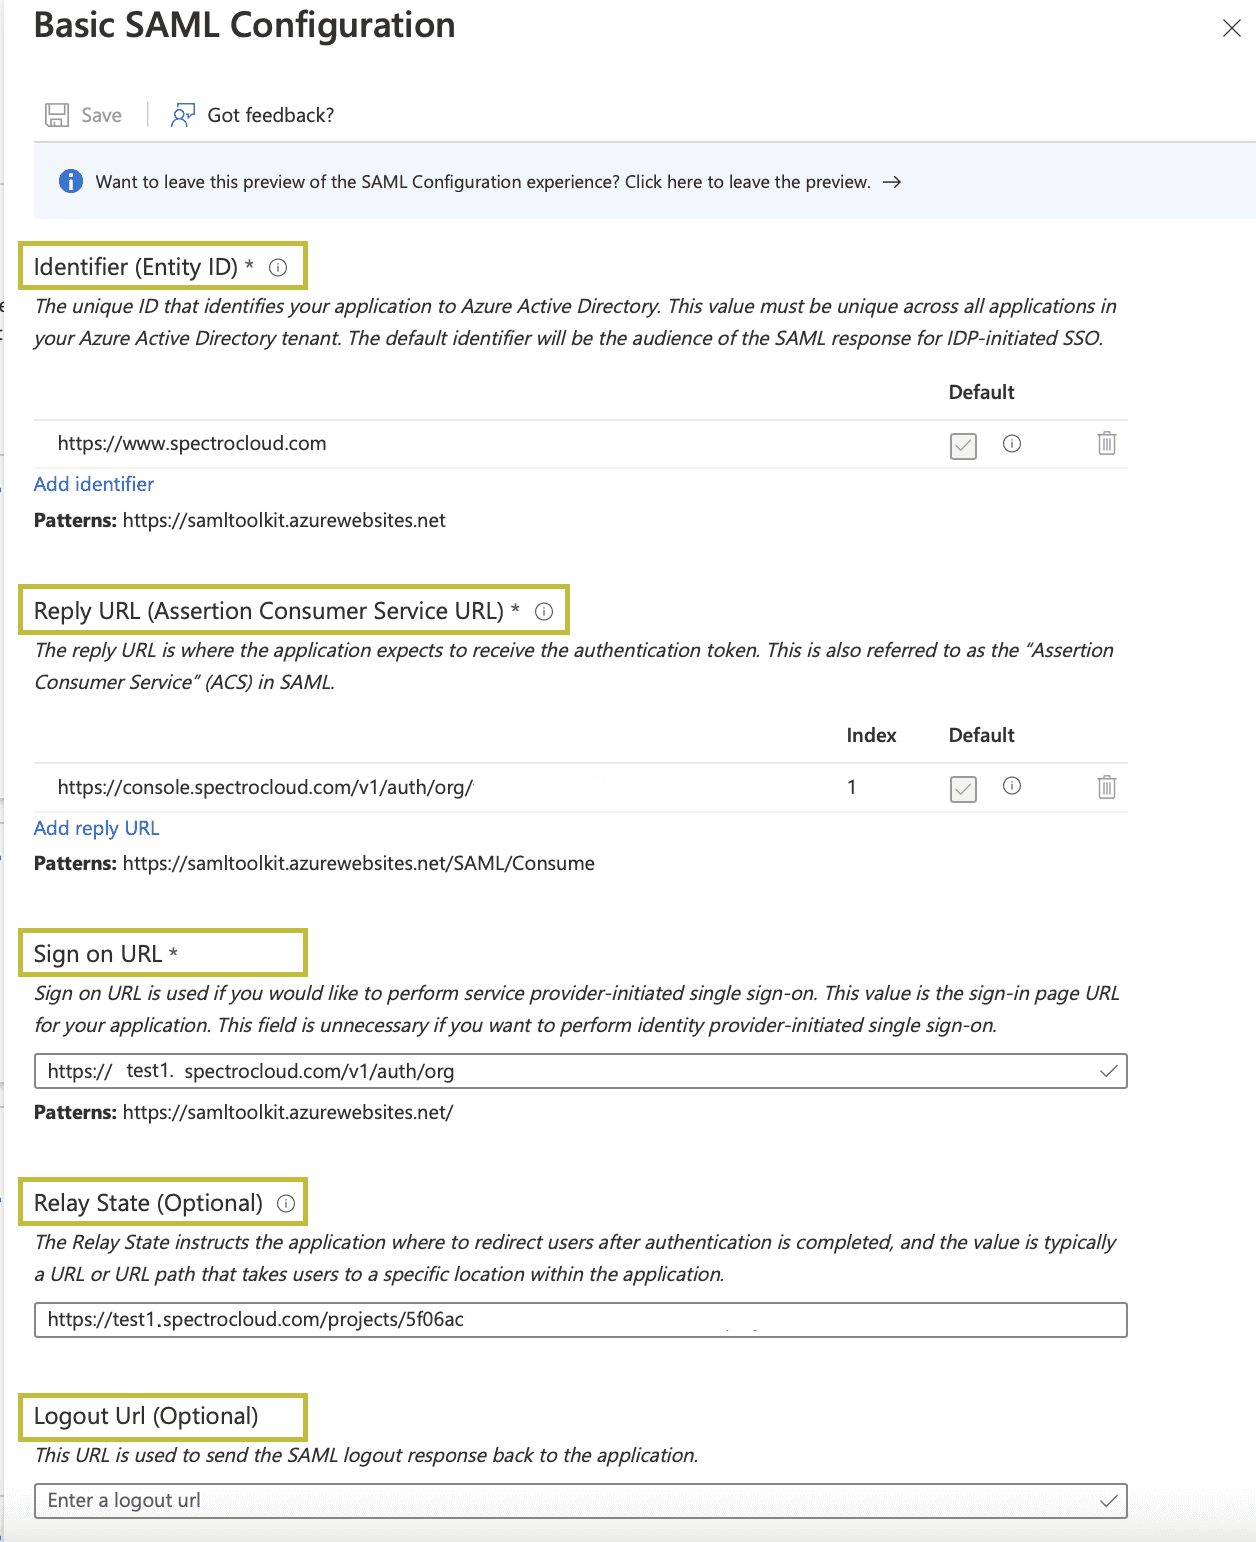 Basic SAML Configuration
Save
Got feedback?
Want to leave this preview of the SAML Configuration experience? Click here to leave the preview. →
Identifier (Entity ID) *
The unique ID that identifies your application to Azure Active Directory. This value must be unique across all applications in
your Azure Active Directory tenant. The default identifier will be the audience of the SAML response for IDP-initiated SSO.
Default
https://www.spectrocloud.com
Add identifier
Patterns: https://samltoolkit.azurewebsites.net
Reply URL (Assertion Consumer Service URL) *
The reply URL is where the application expects to receive the authentication token. This is also referred to as the “Assertion
Consumer Service” (ACS) in SAML.
Index Default
https://console.spectrocloud.com/v1/auth/org/ 1
Add reply URL
Patterns: https://samltoolkit.azurewebsites.net/SAML/Consume
Sign on URL *
Sign on URL is used if you would like to perform service provider-initiated single sign-on. This value is the sign-in page URL
for your application. This field is unnecessary if you want to perform identity provider-initiated single sign-on.
https:// test1. spectrocloud.com/v1/auth/org
Patterns: https://samltoolkit.azurewebsites.net/
Relay State (Optional)
The Relay State instructs the application where to redirect users after authentication is completed, and the value is typically
a URL or URL path that takes users to a specific location within the application.
https://test1.spectrocloud.com/projects/5f06ac
Logout Url (Optional)
This URL is used to send the SAML logout response back to the application.
Enter a logout url